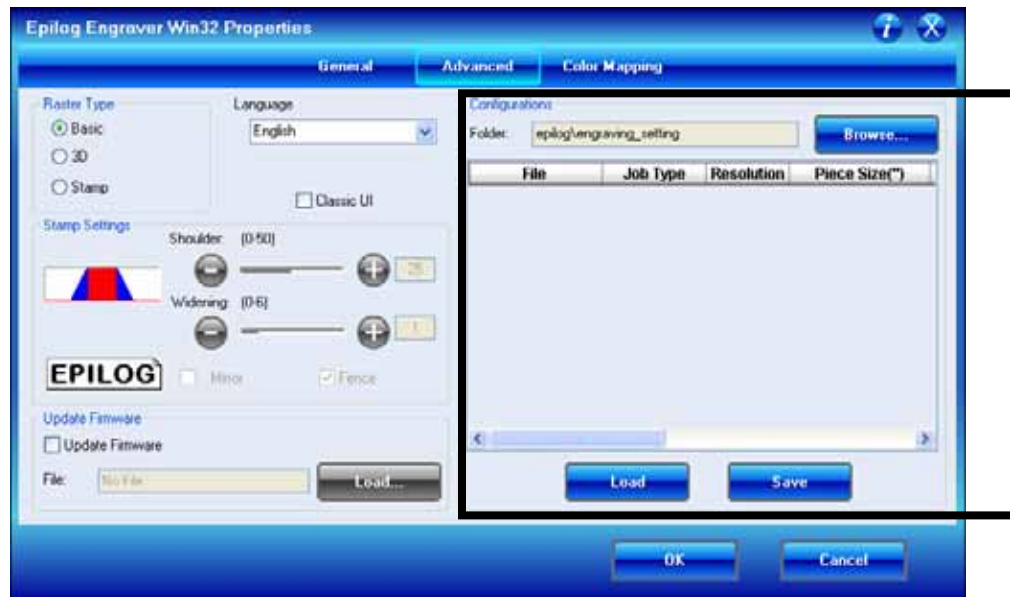 Epilog Engraver Win32 Properties
General Advanced Color Mapping
Raster Type
Basic
3D
Stamp
Language
English
Classic UI
Stamp Settings
Shoulder: (0-50)
25
Widening: (0-6)
1
EPILOG
Mirror Fence
Update Firmware
Update Firmware
File: No File Load...
Configurations
Folder: epilog\engraving_setting Browse...
File Job Type Resolution Piece Size(")
Load Save
OK Cancel